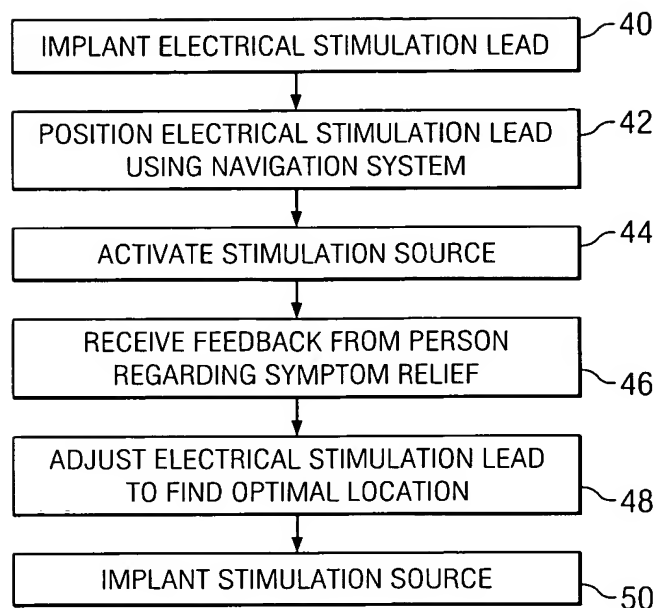 IMPLANT ELECTRICAL STIMULATION LEAD
40
POSITION ELECTRICAL STIMULATION LEAD
USING NAVIGATION SYSTEM
42
ACTIVATE STIMULATION SOURCE
44
RECEIVE FEEDBACK FROM PERSON
REGARDING SYMPTOM RELIEF
46
ADJUST ELECTRICAL STIMULATION LEAD
TO FIND OPTIMAL LOCATION
48
IMPLANT STIMULATION SOURCE
50